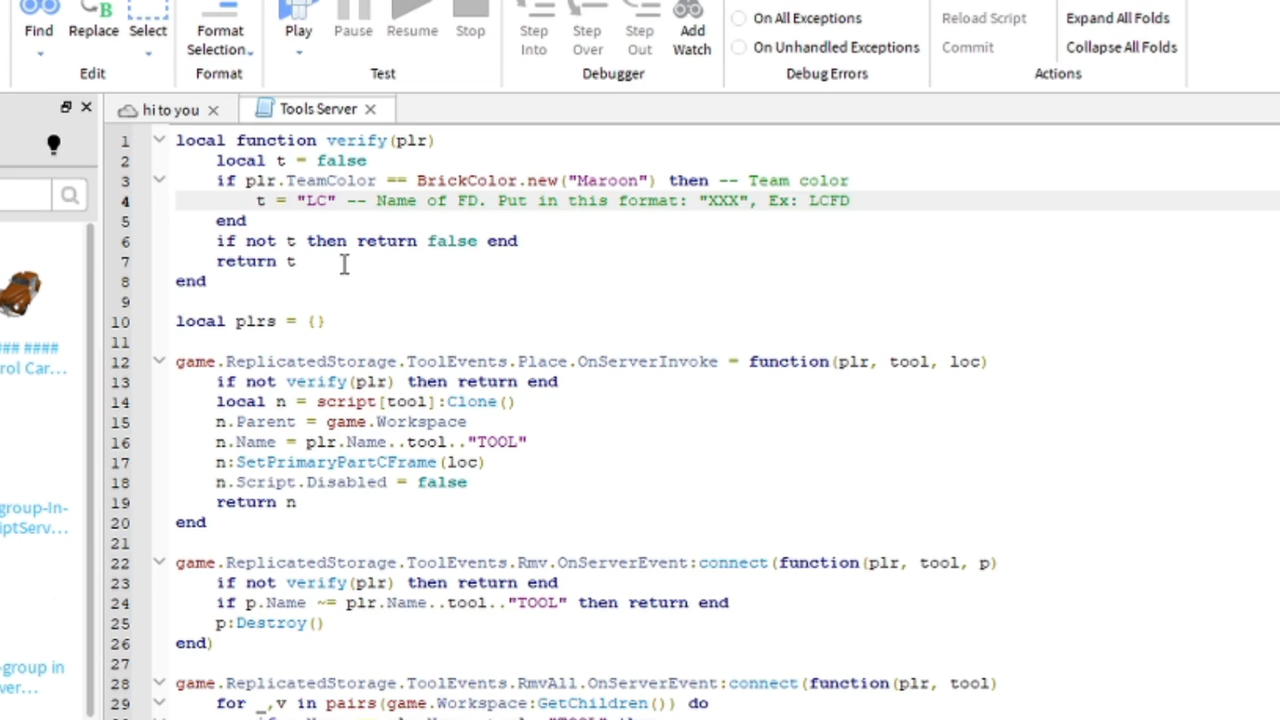 Find Replace Select
Format Selection
Play Pause Resume Stop
Step Into Step Over Step Out Add Watch
On All Exceptions
On Unhandled Exceptions
Reload Script
Commit
Expand All Folds
Collapse All Folds
Edit Format Test Debugger Debug Errors Actions
hi to you
Tools Server
### ####
rol Car...
group-In-
iptServ...
-group in
ver...
1 local function verify(plr)
2 local t = false
3 if plr.TeamColor == BrickColor.new("Maroon") then -- Team color
4 t = "LC" -- Name of FD. Put in this format: "XXX", Ex: LCFD
5 end
6 if not t then return false end
7 return t
8 end
9
10 local plrs = {}
11
12 game.ReplicatedStorage.ToolEvents.Place.OnServerInvoke = function(plr, tool, loc)
13 if not verify(plr) then return end
14 local n = script[tool]:Clone()
15 n.Parent = game.Workspace
16 n.Name = plr.Name..tool.."TOOL"
17 n:SetPrimaryPartCFrame(loc)
18 n.Script.Disabled = false
19 return n
20 end
21
22 game.ReplicatedStorage.ToolEvents.Rmv.OnServerEvent:connect(function(plr, tool, p)
23 if not verify(plr) then return end
24 if p.Name ~= plr.Name..tool.."TOOL" then return end
25 p:Destroy()
26 end)
27
28 game.ReplicatedStorage.ToolEvents.RmvAll.OnServerEvent:connect(function(plr, tool)
29 for _,v in pairs(game.Workspace:GetChildren()) do